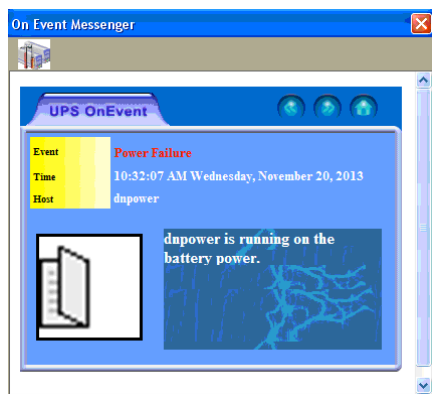 On Event Messenger
UPS OnEvent
Event Power Failure
Time 10:32:07 AM Wednesday, November 20, 2013
Host dnpower
dnpower is running on the
battery power.